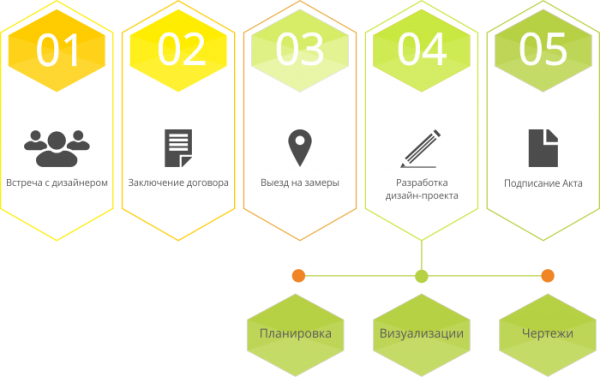 01
02
03
04
05
Встреча с дизайнером
Заключение договора
Выезд на замеры
Разработка
дизайн-проекта
Подписание Акта
Планировка
Визуализации
Чертежи